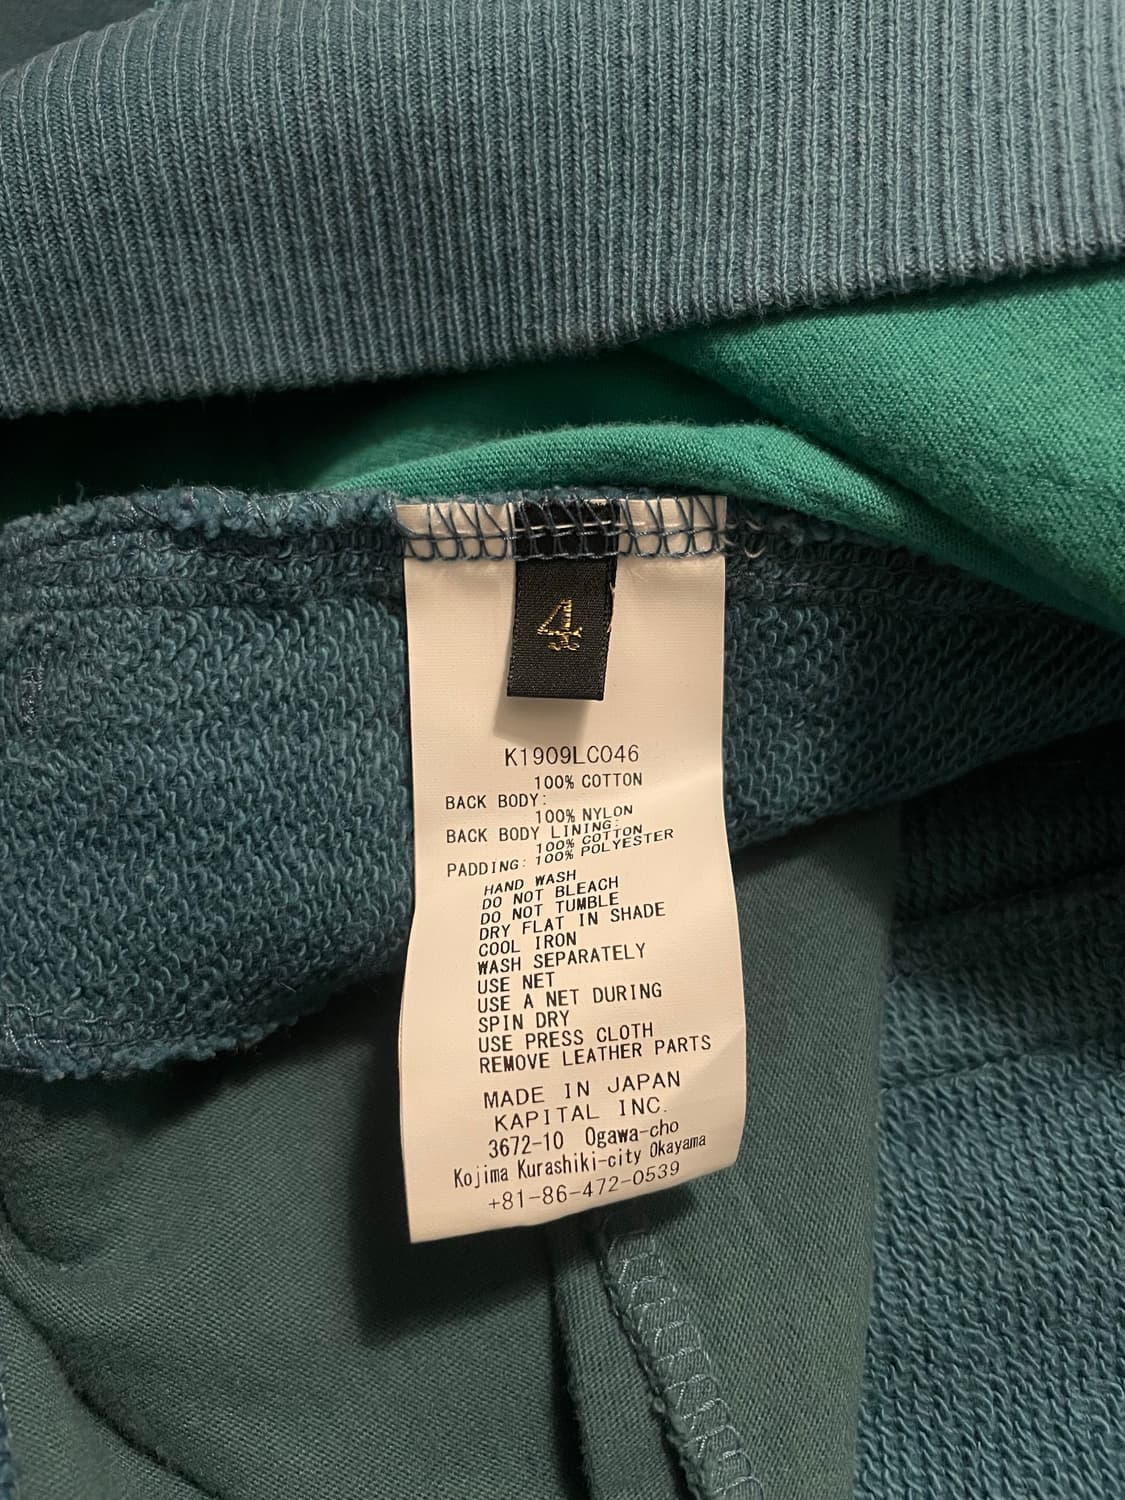 4
K1909LC046
100% COTTON
BACK BODY:
100% NYLON
BACK BODY LINING:
100% COTTON
PADDING: 100% POLYESTER
HAND WASH
DO NOT BLEACH
DO NOT TUMBLE
DRY FLAT IN SHADE
COOL IRON
WASH SEPARATELY
USE NET
USE A NET DURING
SPIN DRY
USE PRESS CLOTH
REMOVE LEATHER PARTS
MADE IN JAPAN
KAPITAL INC.
3672-10 Ogawa-cho
Kojima Kurashiki-city Okayama
+81-86-472-0539